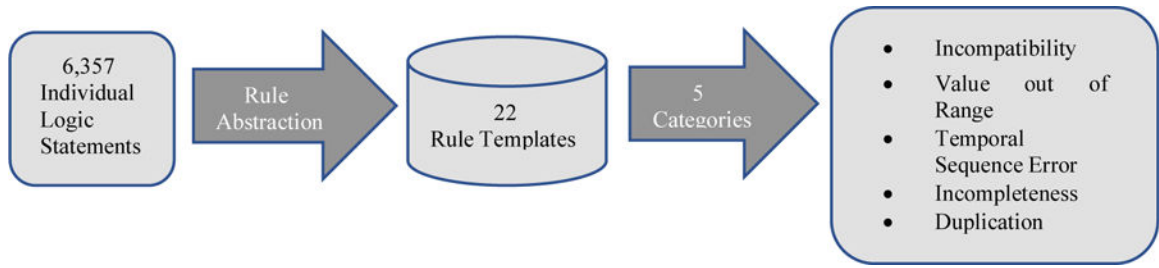 6,357
Individual
Logic
Statements
Rule
Abstraction
22
Rule Templates
5
Categories
• Incompatibility
• Value out of
Range
• Temporal
Sequence Error
• Incompleteness
• Duplication